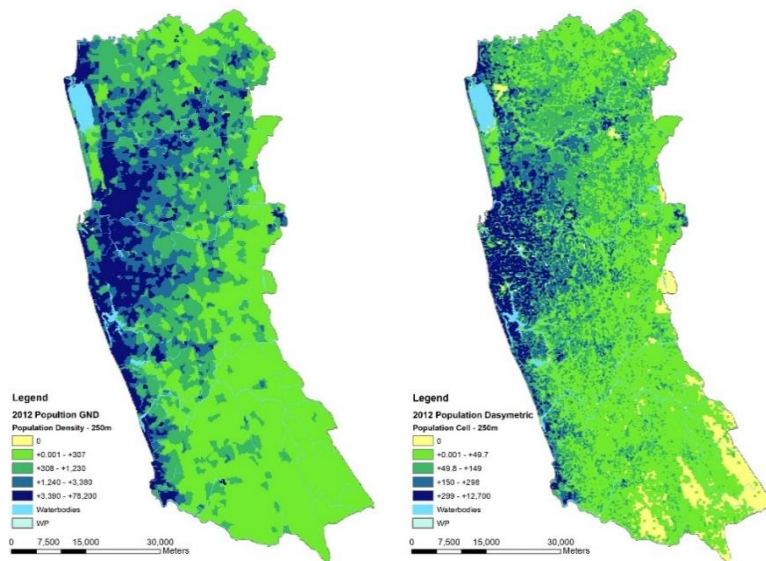 Legend
2012 Popultion GND
Population Density - 250m
0
+0.001 - +307
+308 - +1,230
+1,240 - +3,380
+3,390 - +78,200
Waterbodies
WP
0 7,500 15,000 30,000
Meters
Legend
2012 Population Dasymetric
Population Cell - 250m
0
+0.001 - +49.7
+49.8 - +149
+150 - +298
+299 - +12,700
Waterbodies
WP
0 7,500 15,000 30,000
Meters